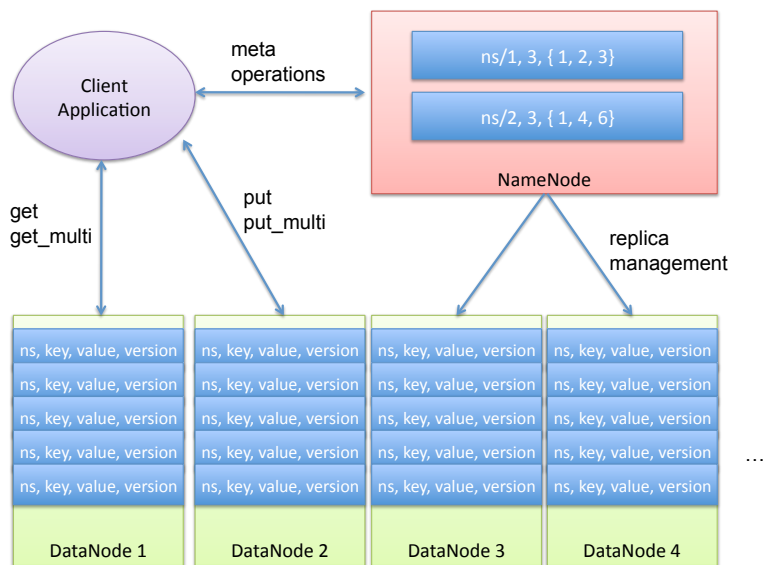 Client
Application
meta
operations
ns/1, 3, { 1, 2, 3}
ns/2, 3, { 1, 4, 6}
NameNode
get
get_multi
put
put_multi
replica
management
ns, key, value, version
ns, key, value, version
ns, key, value, version
ns, key, value, version
ns, key, value, version
DataNode 1
ns, key, value, version
ns, key, value, version
ns, key, value, version
ns, key, value, version
ns, key, value, version
DataNode 2
ns, key, value, version
ns, key, value, version
ns, key, value, version
ns, key, value, version
ns, key, value, version
DataNode 3
ns, key, value, version
ns, key, value, version
ns, key, value, version
ns, key, value, version
ns, key, value, version
DataNode 4
…